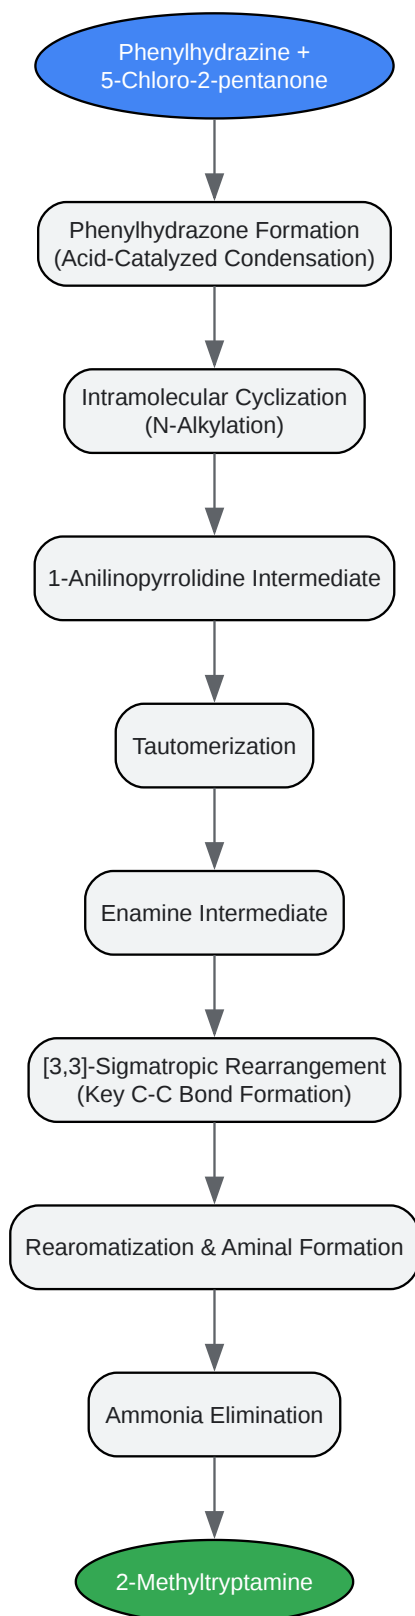 Phenylhydrazine +
5-Chloro-2-pentanone
Phenylhydrazone Formation
(Acid-Catalyzed Condensation)
Intramolecular Cyclization
(N-Alkylation)
1-Anilinopyrrolidine Intermediate
Tautomerization
Enamine Intermediate
[3,3]-Sigmatropic Rearrangement
(Key C-C Bond Formation)
Rearomatization & Aminal Formation
Ammonia Elimination
2-Methyltryptamine